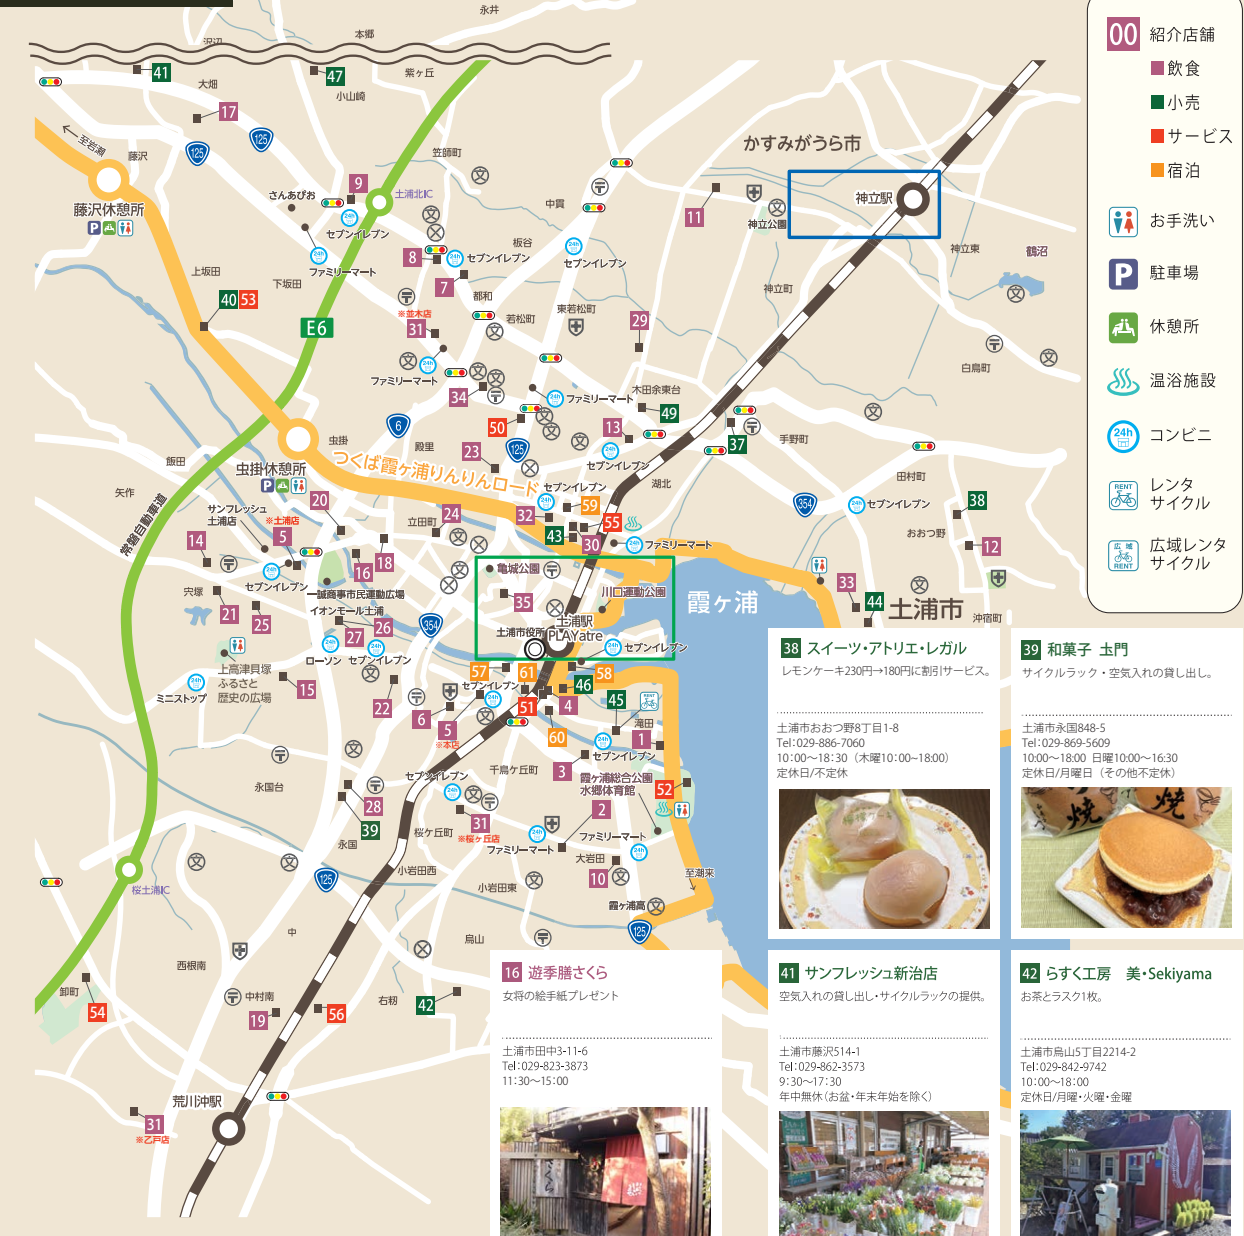 永井
本郷
沢辺
41
47
大畑
紫ヶ丘
小山崎
17
125
125
至岩瀬
藤沢
藤沢休憩所
P
笠師町
さんあぴお
9
土浦北IC
セブンイレブン
ファミリーマート
中貫
かすみがうら市
11
神立公園
神立駅
神立東
鶴沼
板谷
8
セブンイレブン
7
セブンイレブン
上坂田
下坂田
40
53
都和
若松町
東若松町
※並木店
31
E6
29
神立町
白鳥町
ファミリーマート
34
ファミリーマート
木田余東台
49
50
13
37
手野町
6
殿里
虫掛
虫掛休憩所
P
125
23
セブンイレブン
つくば霞ヶ浦りんりんロード
飯田
矢作
常磐自動車道
サンフレッシュ
土浦店
※土浦店
5
20
立田町
24
セブンイレブン
59
32
55
43
30
ファミリーマート
湖北
田村町
354
セブンイレブン
38
おおつ野
12
14
16
18
セブンイレブン
一誠商事市民運動広場
亀城公園
35
川口運動公園
霞ヶ浦
33
44
土浦市
沖宿町
宍塚
21
25
イオンモール土浦
27
26
354
土浦市役所
土浦駅
PLAYatre
セブンイレブン
ローソン
セブンイレブン
上高津貝塚
ふるさと
歴史の広場
ミニストップ
15
22
57
61
58
セブンイレブン
46
45
51
4
6
5
※本店
60
滝田
1
セブンイレブン
3
千鳥ケ丘町
霞ヶ浦総合公園
水郷体育館
52
2
永国台
セブンイレブン
28
39
永国
31
※桜ヶ丘店
桜ケ丘町
ファミリーマート
ファミリーマート
大岩田
10
至潮来
125
小岩田西
小岩田東
霞ヶ浦高
125
桜土浦IC
中
烏山
西根南
卸町
54
中村南
19
56
右籾
42
荒川沖駅
31
※乙戸店
00 紹介店舗
飲食
小売
サービス
宿泊
お手洗い
P 駐車場
休憩所
温浴施設
24h コンビニ
RENT レンタ
サイクル
広域 RENT 広域レンタ
サイクル
38 スイーツ・アトリエ・レガル
レモンケーキ230円→180円に割引サービス。
土浦市おおつ野8丁目1-8
Tel:029-886-7060
10:00～18:30（木曜10:00~18:00）
定休日/不定休
39 和菓子 玉門
サイクルラック・空気入れの貸し出し。
土浦市永国848-5
Tel:029-869-5609
10:00～18:00 日曜10:00～16:30
定休日/月曜日（その他不定休）
16 遊季膳さくら
女将の絵手紙プレゼント
土浦市田中3-11-6
Tel:029-823-3873
11:30～15:00
さくら
41 サンフレッシュ新治店
空気入れの貸し出し・サイクルラックの提供。
土浦市藤沢514-1
Tel:029-862-3573
9:30～17:30
年中無休（お盆・年末年始を除く）
42 らすく工房 美・Sekiyama
お茶とラスク1枚。
土浦市烏山5丁目2214-2
Tel:029-842-9742
10:00～18:00
定休日/月曜・火曜・金曜